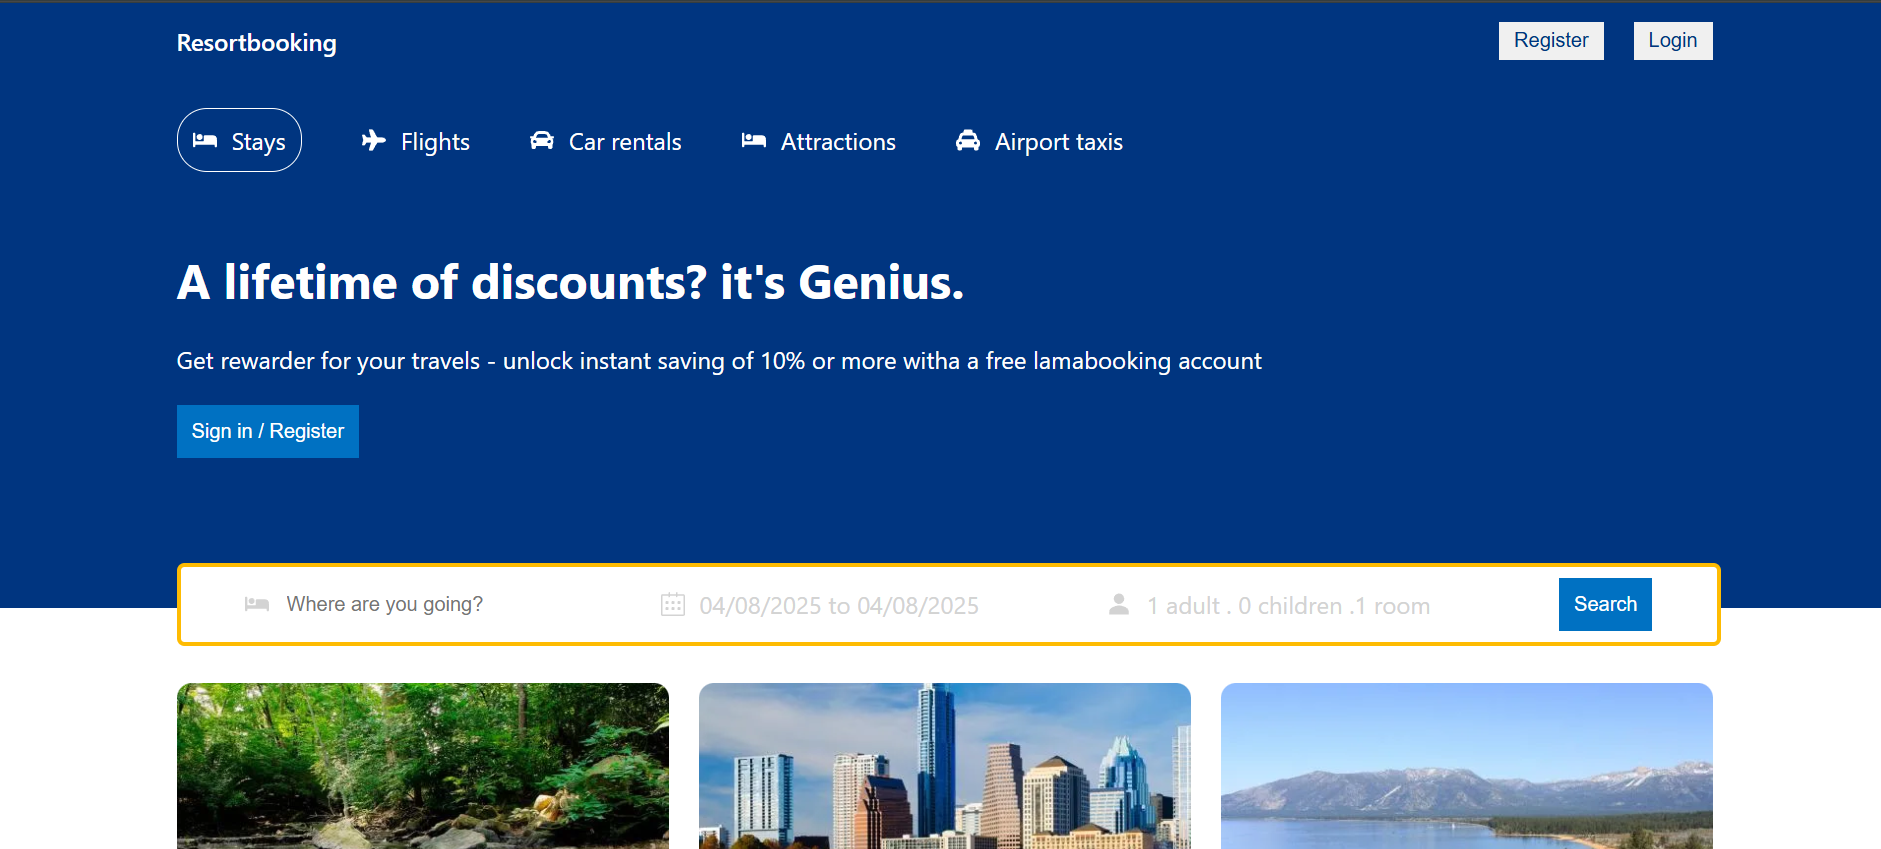 Resortbooking
Register
Login
Stays
Flights
Car rentals
Attractions
Airport taxis
A lifetime of discounts? it's Genius.
Get rewarder for your travels - unlock instant saving of 10% or more witha a free lamabooking account
Sign in / Register
Where are you going?
04/08/2025 to 04/08/2025
1 adult . 0 children .1 room
Search